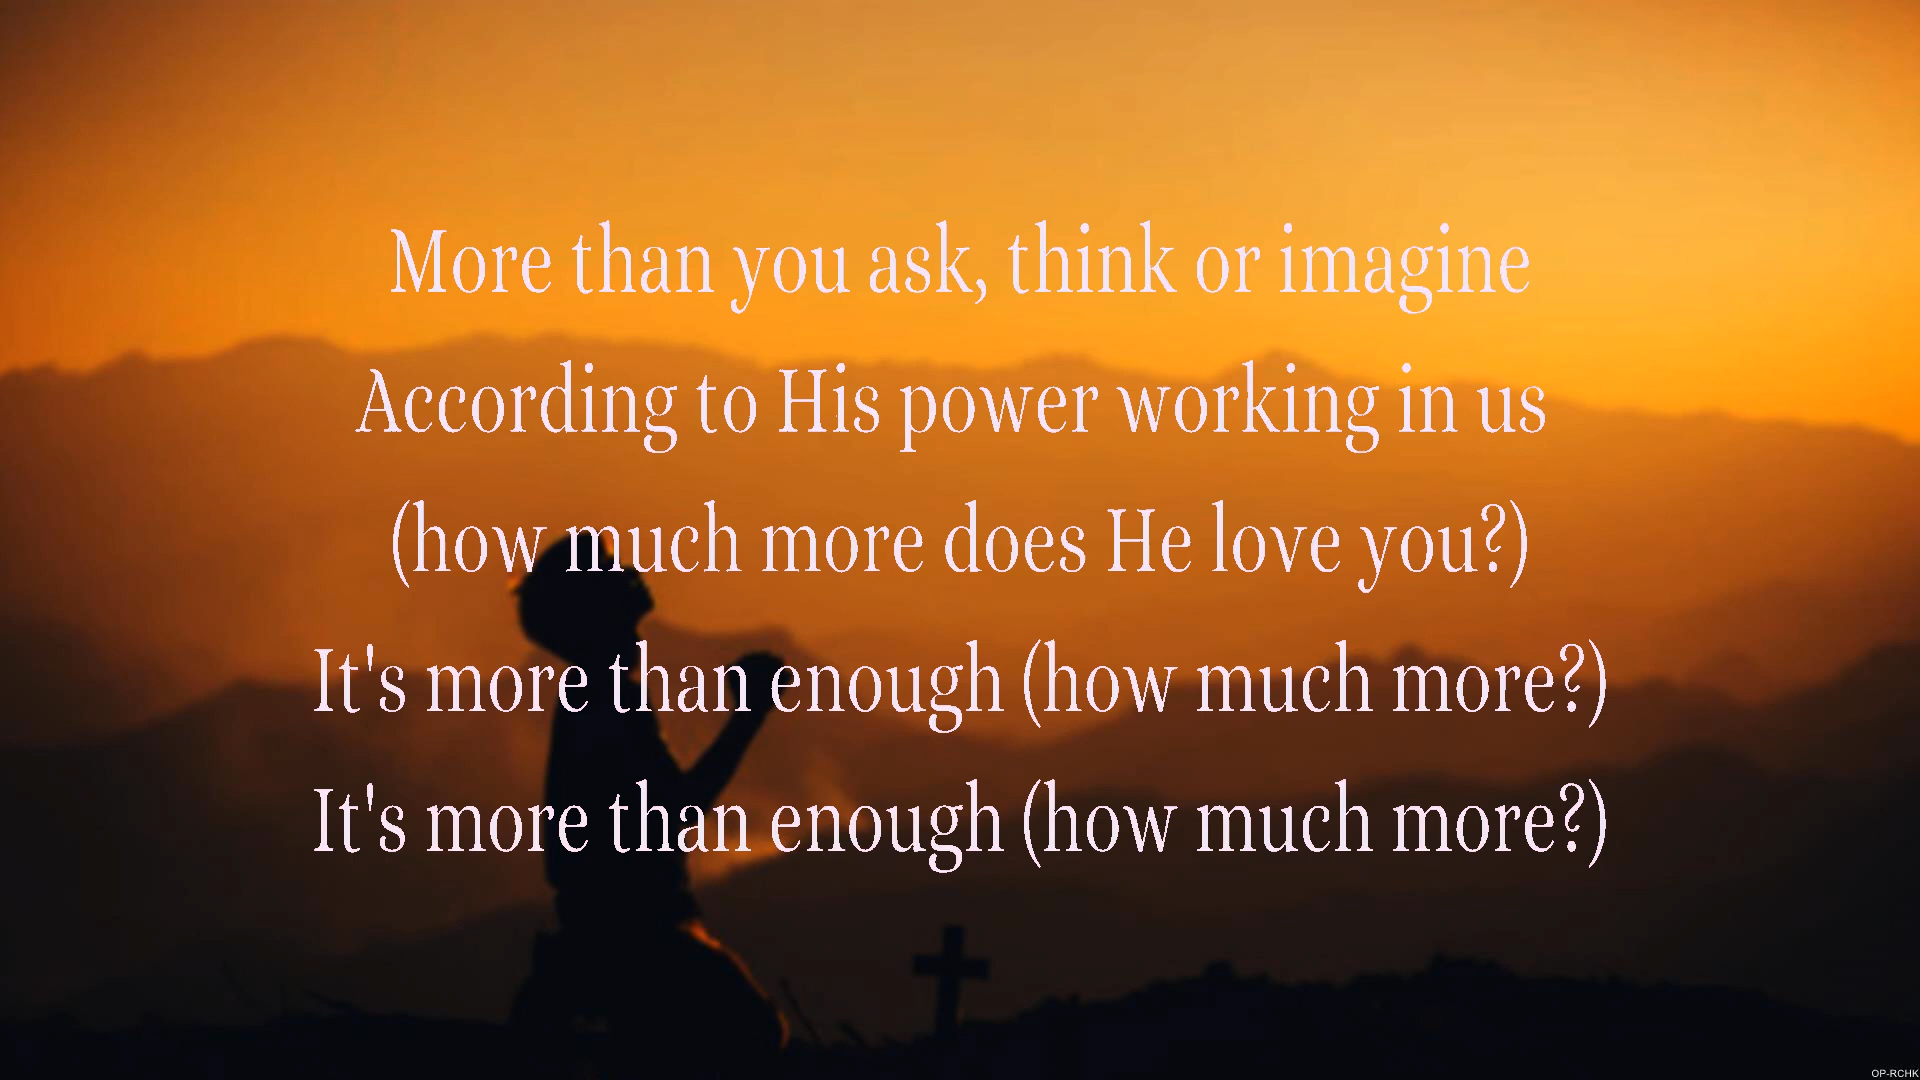 More than you ask, think or imagine
According to His power working in us
(how much more does He love you?)
It's more than enough (how much more?)
It's more than enough (how much more?)
OP-RCHK